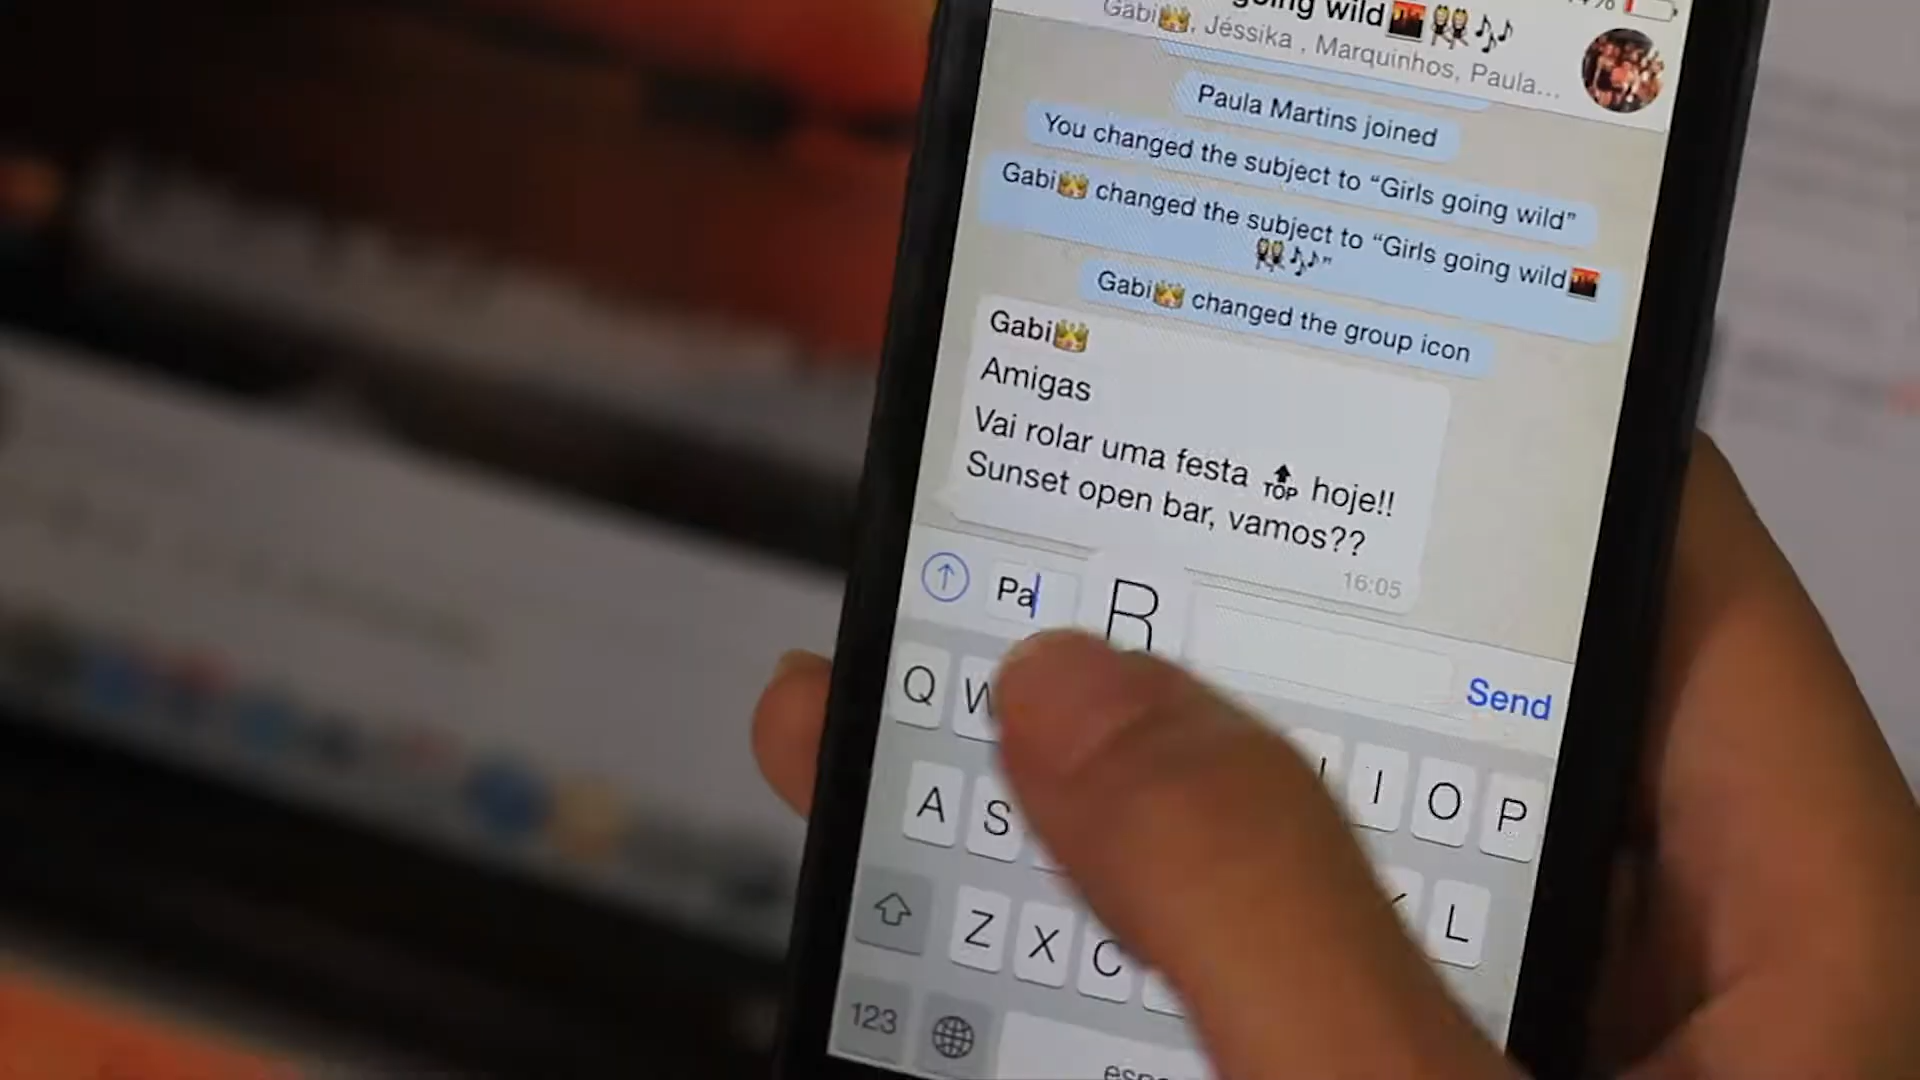 going wild🌇👯🎶
Gabi👑, Jéssika , Marquinhos, Paula...
Paula Martins joined
You changed the subject to “Girls going wild”
Gabi👑 changed the subject to “Girls going wild🌇
👯🎶”
Gabi👑 changed the group icon
Gabi👑
Amigas
Vai rolar uma festa 🔝 hoje!!
Sunset open bar, vamos??
16:05
Pa
R
Send
Q W I O P
A S L
Z X C
123